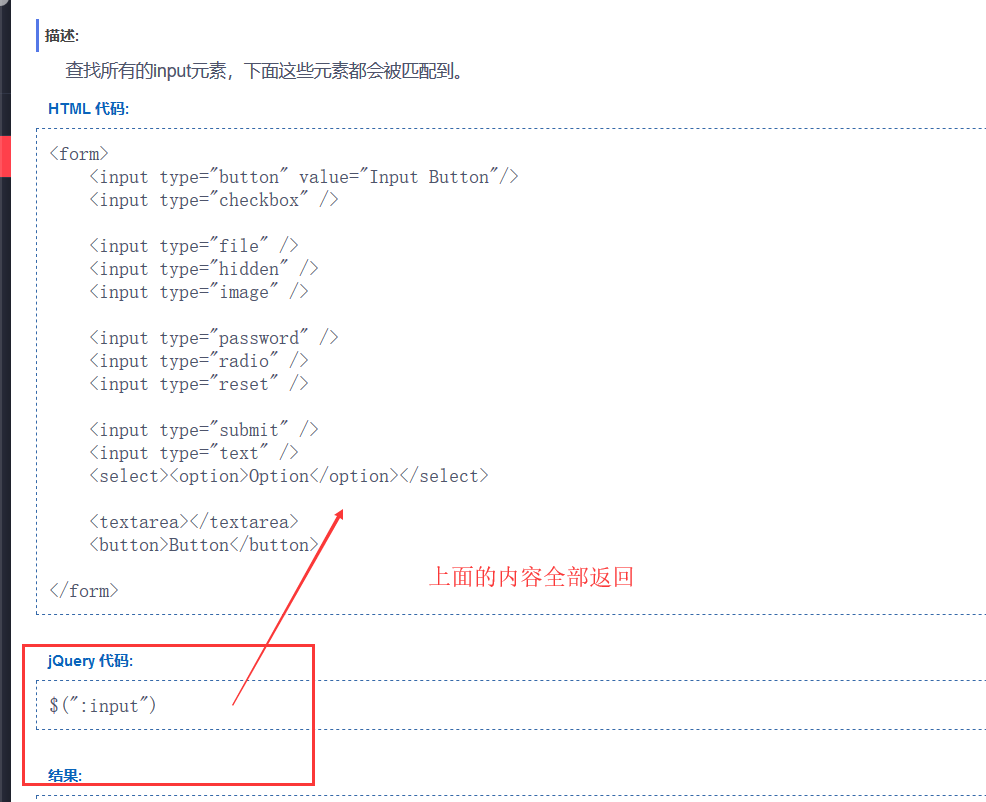 描述:
查找所有的input元素，下面这些元素都会被匹配到。
HTML 代码:
<form>
<input type="button" value="Input Button"/>
<input type="checkbox" />
<input type="file" />
<input type="hidden" />
<input type="image" />
<input type="password" />
<input type="radio" />
<input type="reset" />
<input type="submit" />
<input type="text" />
<select><option>Option</option></select>
<textarea></textarea>
<button>Button</button>
上面的内容全部返回
</form>
jQuery 代码:
$(":input")
结果: